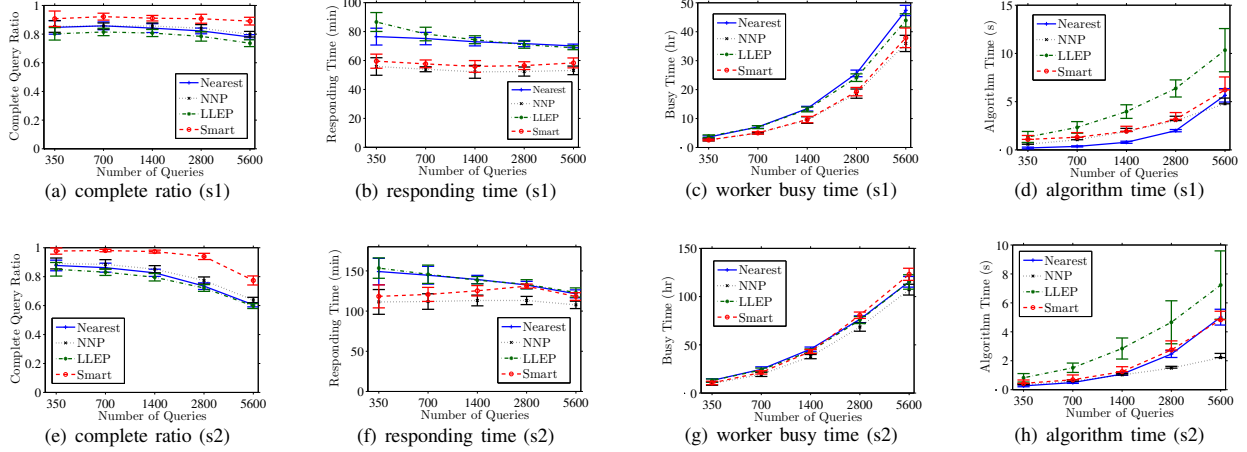 Complete Query Ratio
1
0.8
0.6
0.4
0.2
0
Nearest
NNP
LLEP
Smart
350 700 1400 2800 5600
Number of Queries
(a) complete ratio (s1)
Responding Time (min)
100
80
60
40
20
0
Nearest
NNP
LLEP
Smart
350 700 1400 2800 5600
Number of Queries
(b) responding time (s1)
Busy Time (hr)
50
40
30
20
10
0
Nearest
NNP
LLEP
Smart
350 700 1400 2800 5600
Number of Queries
(c) worker busy time (s1)
Algorithm Time (s)
15
10
5
0
Nearest
NNP
LLEP
Smart
350 700 1400 2800 5600
Number of Queries
(d) algorithm time (s1)
Complete Query Ratio
1
0.8
0.6
0.4
0.2
0
Nearest
NNP
LLEP
Smart
350 700 1400 2800 5600
Number of Queries
(e) complete ratio (s2)
Responding Time (min)
150
100
50
0
Nearest
NNP
LLEP
Smart
350 700 1400 2800 5600
Number of Queries
(f) responding time (s2)
Busy Time (hr)
150
100
50
0
Nearest
NNP
LLEP
Smart
350 700 1400 2800 5600
Number of Queries
(g) worker busy time (s2)
Algorithm Time (s)
10
8
6
4
2
0
Nearest
NNP
LLEP
Smart
350 700 1400 2800 5600
Number of Queries
(h) algorithm time (s2)